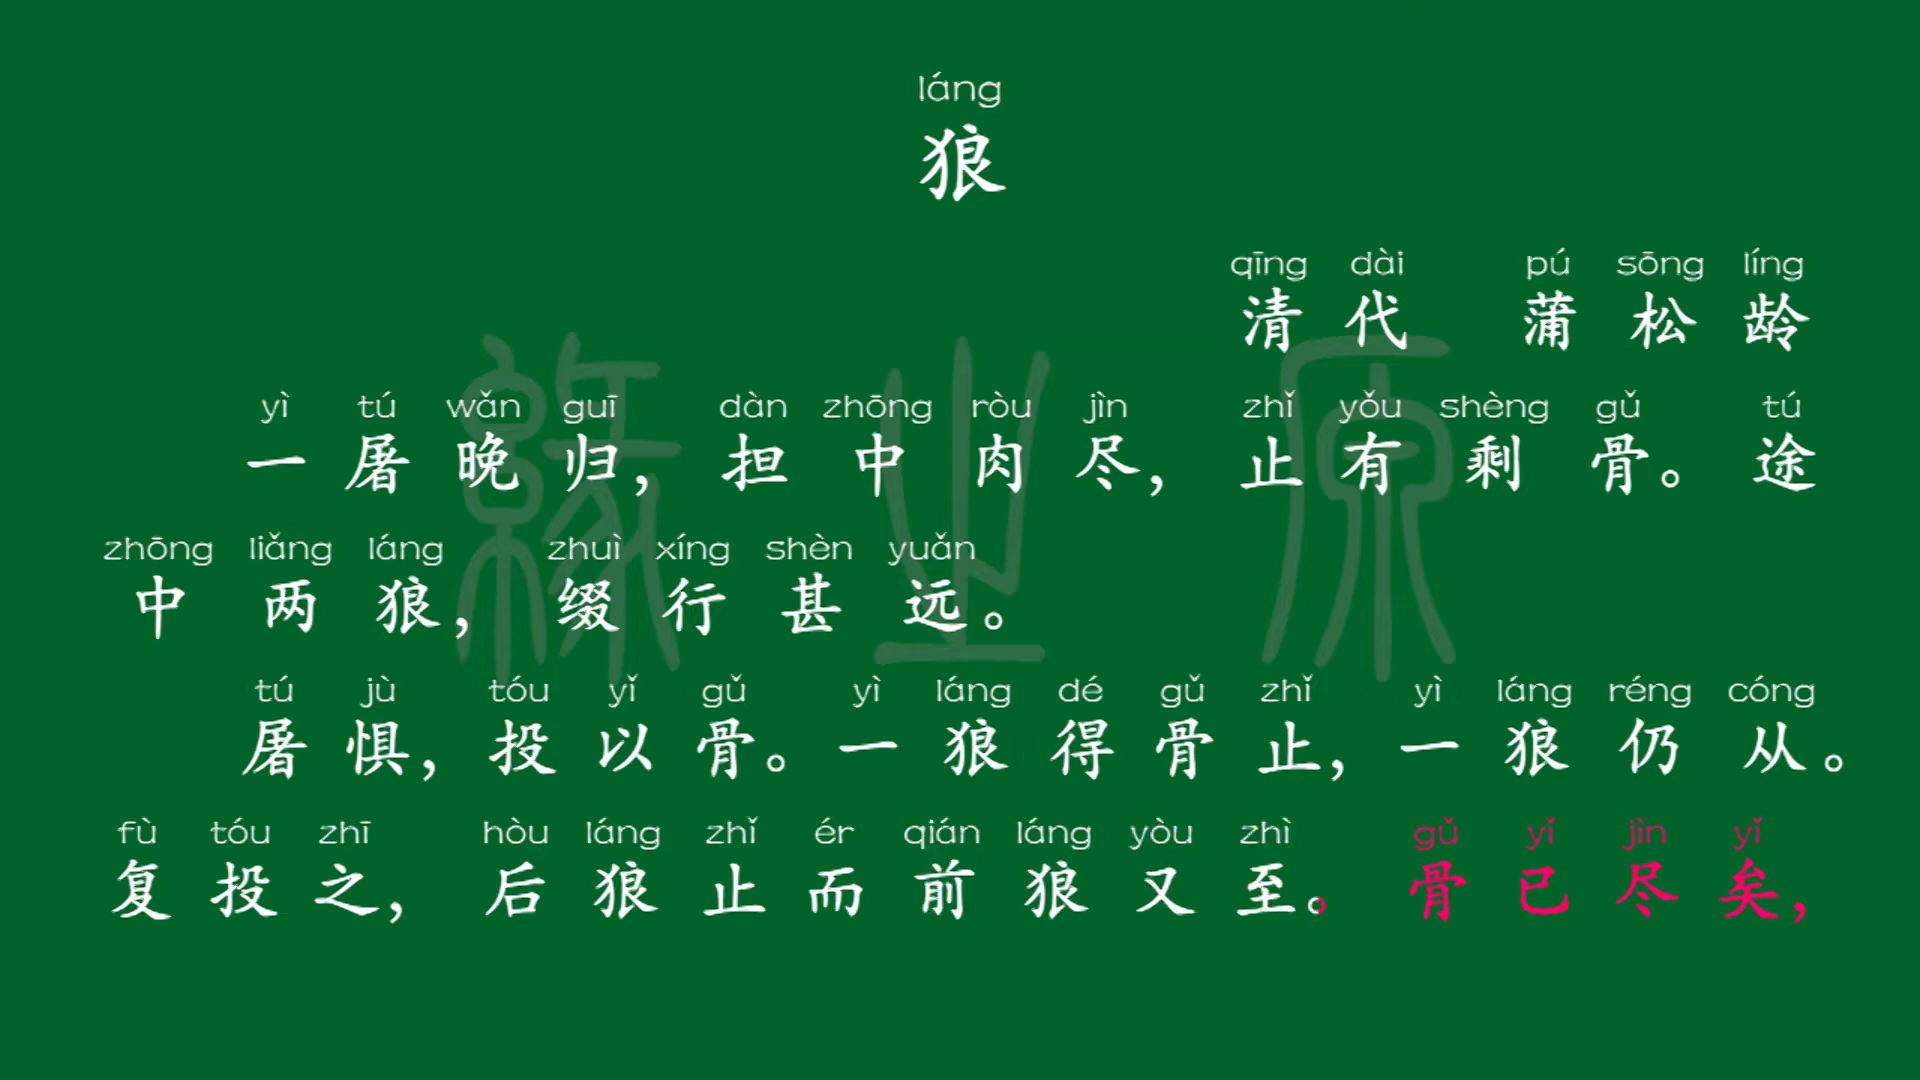 láng
狼
qīng dài pú sōng líng
清代 蒲松龄
yì tú wǎn guī dàn zhōng ròu jìn zhǐ yǒu shèng gǔ tú
一屠晚归，担中肉尽，止有剩骨。途
zhōng liǎng láng zhuì xíng shèn yuǎn
中两狼，缀行甚远。
tú jù tóu yǐ gǔ yì láng dé gǔ zhǐ yì láng réng cóng
屠惧，投以骨。一狼得骨止，一狼仍从。
fù tóu zhī hòu láng zhǐ ér qián láng yòu zhì gǔ yǐ jìn yǐ
复投之，后狼止而前狼又至。骨已尽矣，